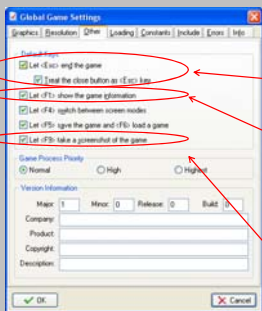 Global Game Settings
Graphics Resolution Other Loading Constants Include Errors Info
Default Keys
Let <Esc> end the game
Treat the close button as <Esc> key
Let <F1> show the game information
Let <F4> switch between screen modes
Let <F5> save the game and <F6> load a game
Let <F9> take a screenshot of the game
Game Process Priority
Normal High Highest
Version Information
Major: 1 Minor: 0 Release: 0 Build: 0
Company:
Product:
Copyright:
Description:
OK Cancel